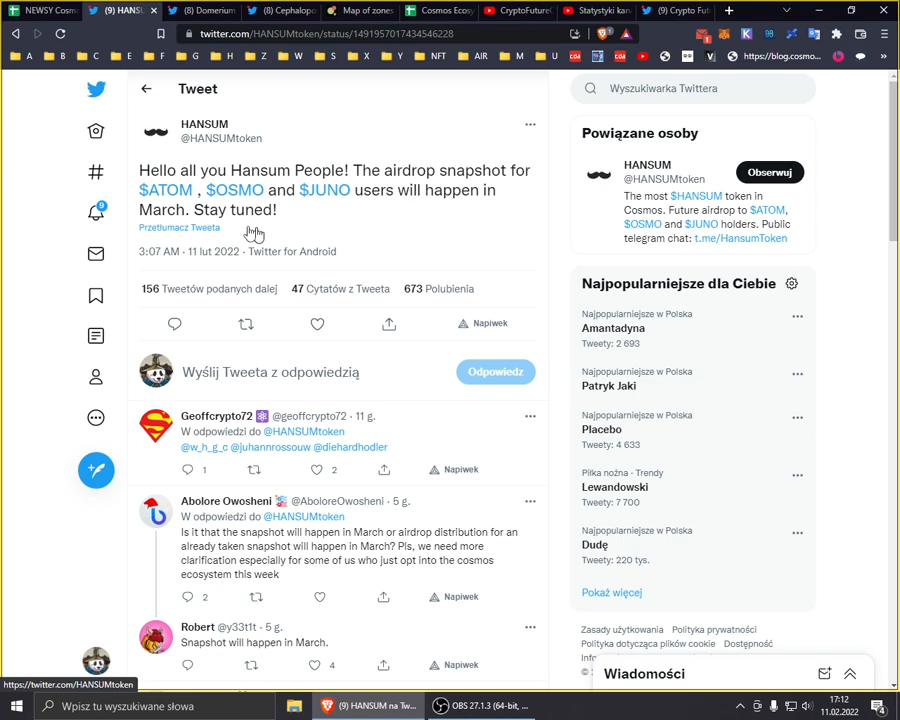 NEWSY Cosmo
(9) HANS
(8) Domerium
Cephalop
Map of zones
Cosmos Ecos
CryptoFutureC
Statystyki kan
(9) Crypto Fut
twitter.com/HANSUMtoken/status/1491957017434546228
A
B
C
E
F
G
H
Z
W
S
X
Y
NFT
AIR
M
U
https://blog.cosmo...
Tweet
Wyszukiwarka Twittera
HANSUM
@HANSUMtoken
Hello all you Hansum People! The airdrop snapshot for
$ATOM , $OSMO and $JUNO users will happen in
March. Stay tuned!
Przetłumacz Tweeta
3:07 AM · 11 lut 2022 · Twitter for Android
156 Tweetów podanych dalej 47 Cytatów z Tweeta 673 Polubienia
Napiwek
Wyślij Tweeta z odpowiedzią
Odpowiedz
Geoffcrypto72 @geoffcrypto72 · 11 g.
W odpowiedzi do @HANSUMtoken
@w_h_g_c @juhannrossouw @diehardhodler
1
2
Napiwek
Abolore Owosheni @AboloreOwosheni · 5 g.
W odpowiedzi do @HANSUMtoken
Is it that the snapshot will happen in March or airdrop distribution for an
already taken snapshot will happen in March? Pls, we need more
clarification especially for some of us who just opt into the cosmos
ecosystem this week
2
Napiwek
Robert @y33t1t · 5 g.
Snapshot will happen in March.
4
Napiwek
Powiązane osoby
HANSUM
@HANSUMtoken
Obserwuj
The most $HANSUM token in
Cosmos. Future airdrop to $ATOM,
$OSMO and $JUNO holders. Public
telegram chat: t.me/HansumToken
Najpopularniejsze dla Ciebie
Najpopularniejsze w Polska
Amantadyna
Tweety: 2 693
Najpopularniejsze w Polska
Patryk Jaki
Najpopularniejsze w Polska
Placebo
Tweety: 4 633
Piłka nożna · Trendy
Lewandowski
Tweety: 7 700
Najpopularniejsze w Polska
Dudę
Tweety: 220 tys.
Pokaż więcej
Zasady użytkowania Polityka prywatności
Polityka dotycząca plików cookie Dostępność
Wiadomości
https://twitter.com/HANSUMtoken
Wpisz tu wyszukiwane słowa
(9) HANSUM na Tw...
OBS 27.1.3 (64-bit, ...
17:12
11.02.2022
4